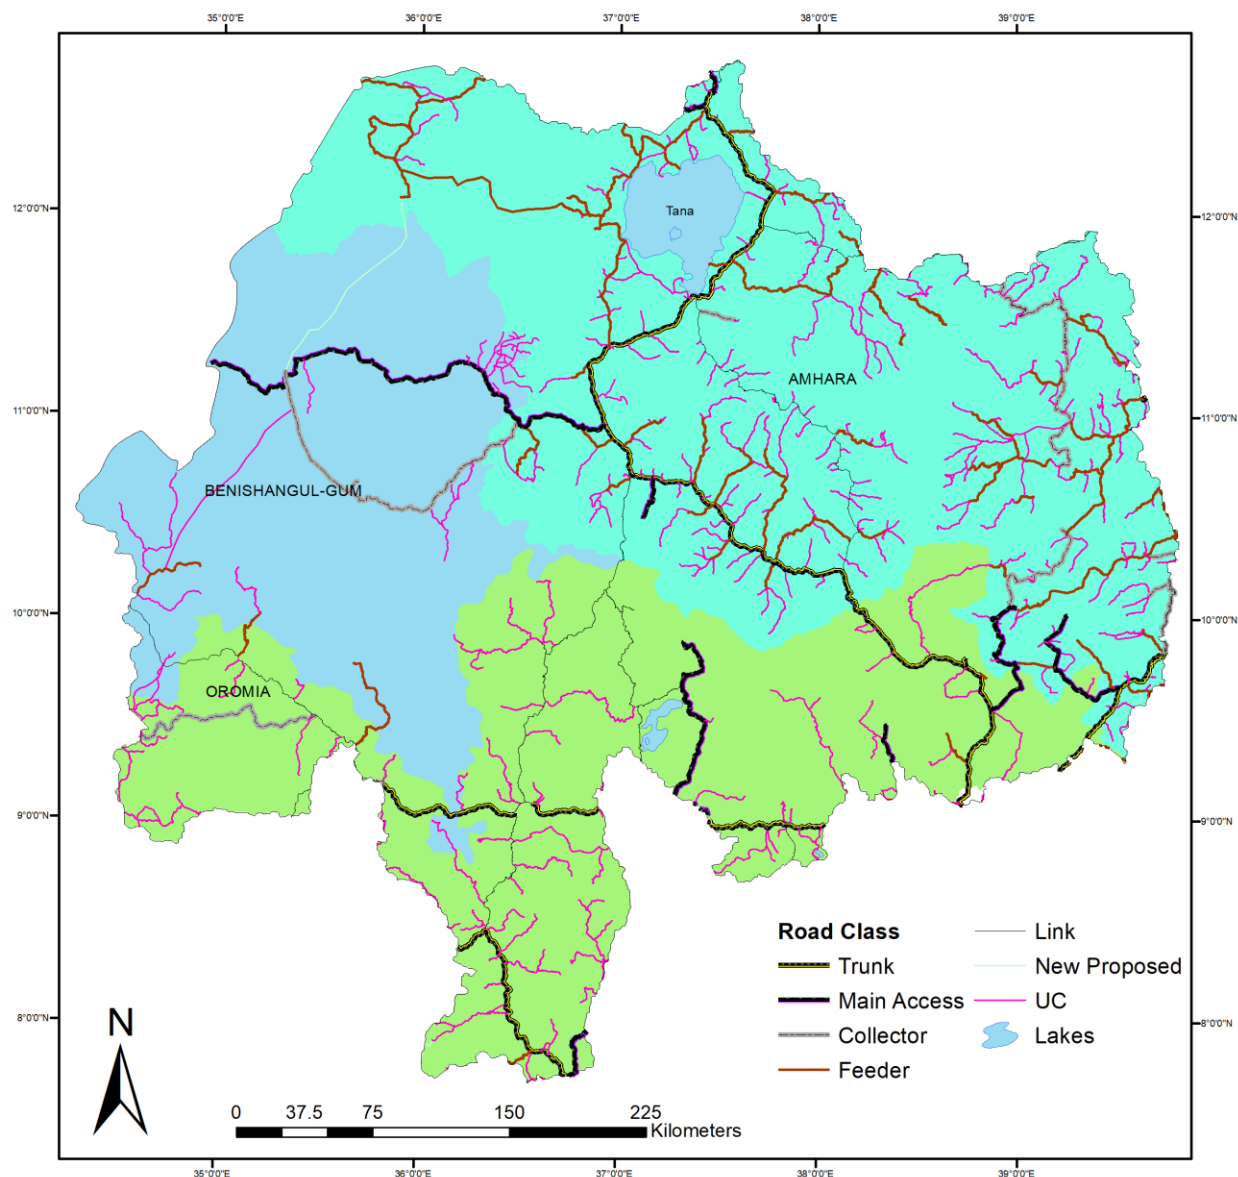 35°0'0"E 36°0'0"E 37°0'0"E 38°0'0"E 39°0'0"E
12°0'0"N
Tana
12°0'0"N
AMHARA
11°0'0"N
11°0'0"N
BENISHANGUL-GUM
10°0'0"N
10°0'0"N
OROMIA
9°0'0"N
9°0'0"N
Road Class
Trunk
Main Access
Collector
Feeder
Link
New Proposed
UC
Lakes
8°0'0"N
8°0'0"N
N
0 37.5 75 150 225
Kilometers
35°0'0"E 36°0'0"E 37°0'0"E 38°0'0"E 39°0'0"E